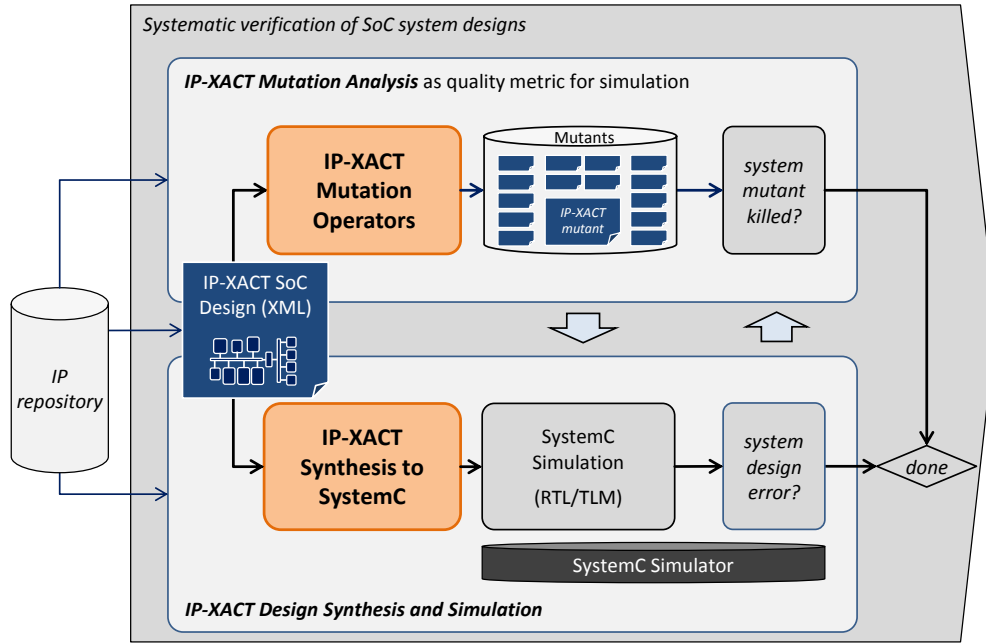 Systematic verification of SoC system designs
IP-XACT Mutation Analysis as quality metric for simulation
IP-XACT
Mutation
Operators
Mutants
IP-XACT
mutant
system
mutant
killed?
IP-XACT SoC
Design (XML)
IP
repository
IP-XACT
Synthesis to
SystemC
SystemC
Simulation
(RTL/TLM)
system
design
error?
done
SystemC Simulator
IP-XACT Design Synthesis and Simulation